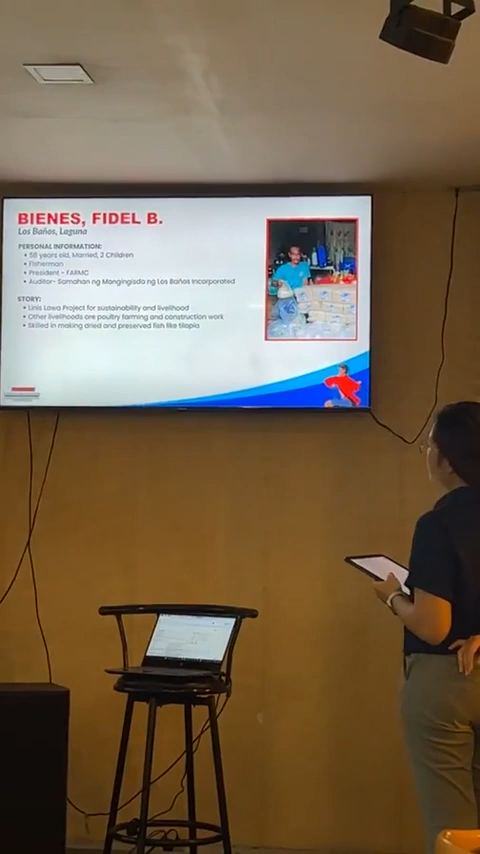 BIENES, FIDEL B.
Los Baños, Laguna
PERSONAL INFORMATION:
• 58 years old, Married, 2 Children
• Fisherman
• President - FARMC
• Auditor- Samahan ng Mangingisda ng Los Baños Incorporated
STORY:
• Linis Lawa Project for sustainability and livelihood
• Other livelihoods are poultry farming and construction work
• Skilled in making dried and preserved fish like tilapia